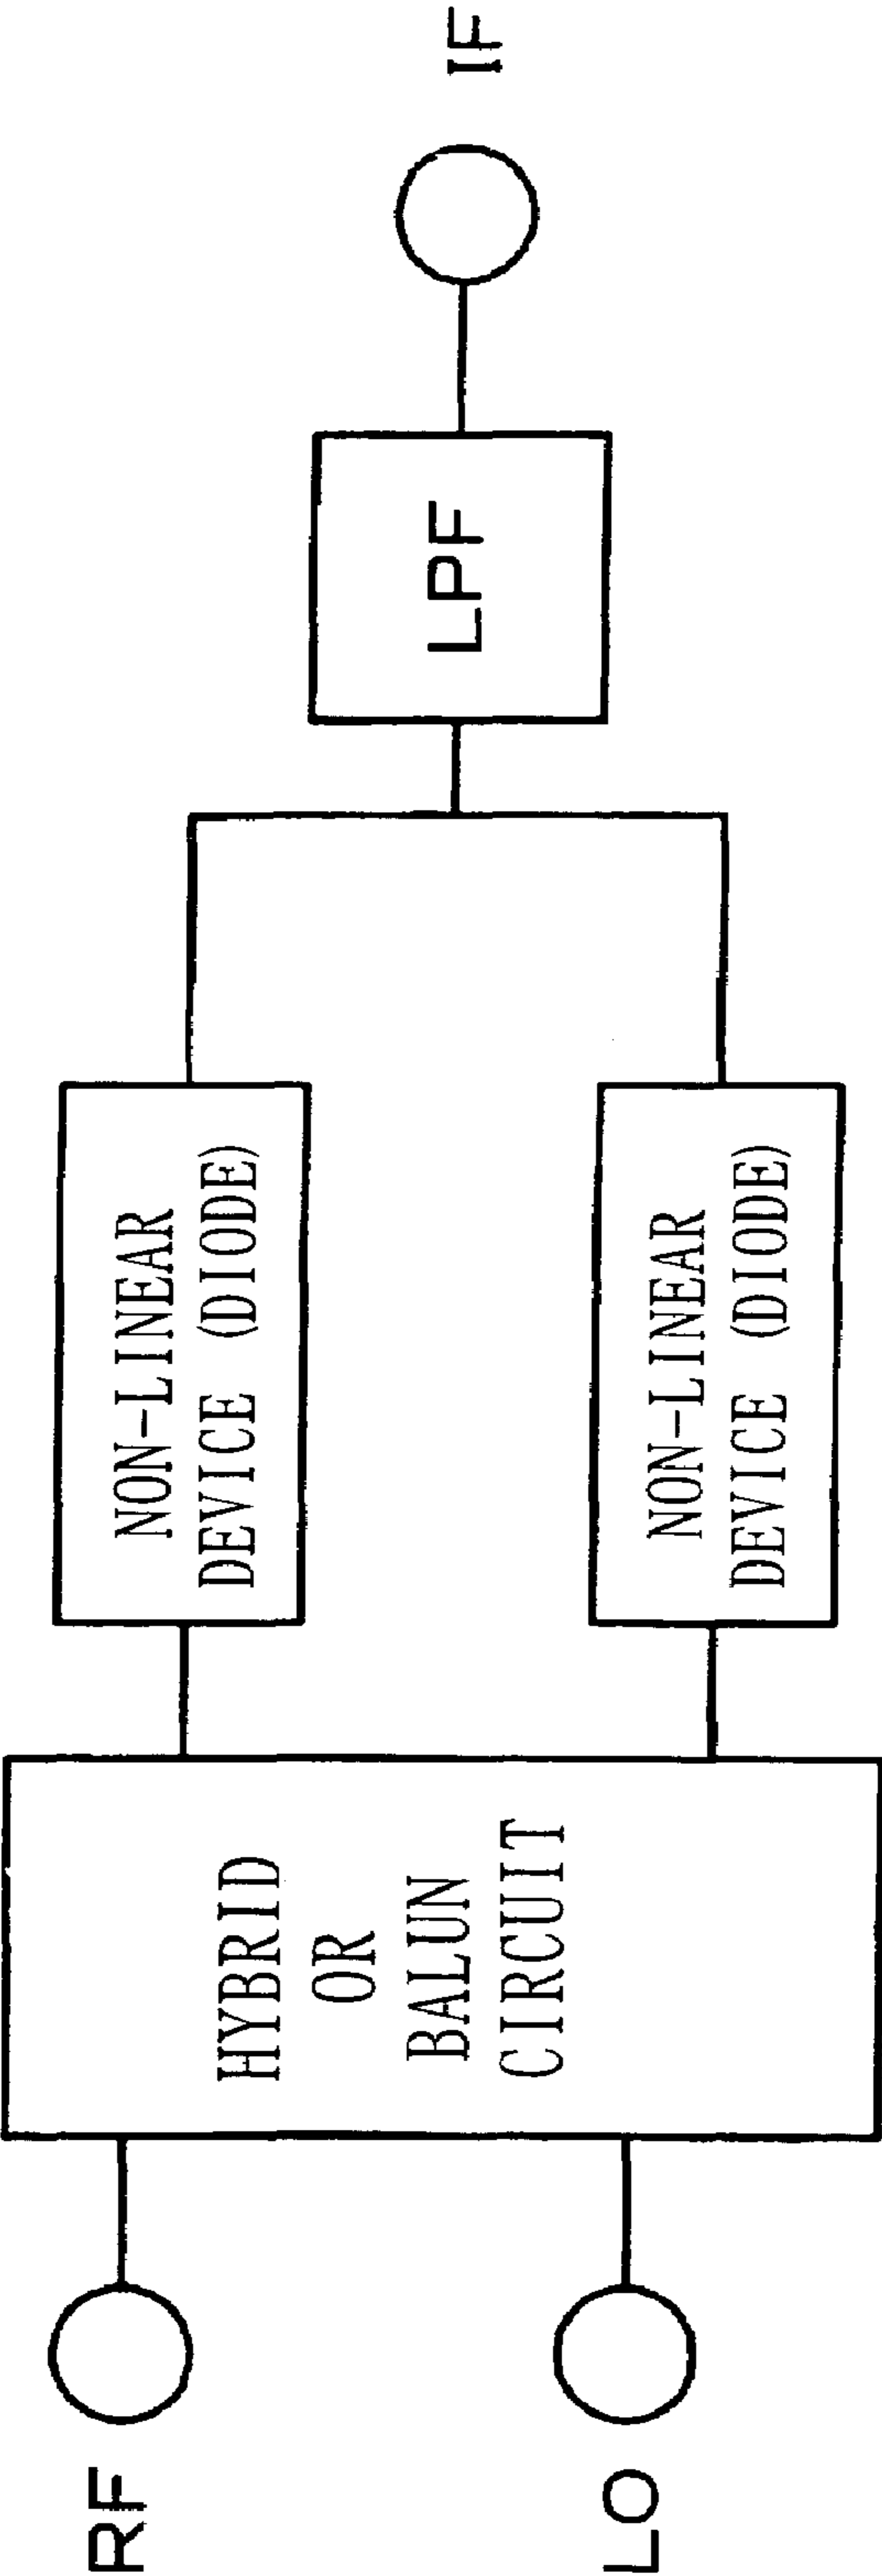 RF
LO
HYBRID
OR
BALUN
CIRCUIT
NON-LINEAR
DEVICE (DIODE)
NON-LINEAR
DEVICE (DIODE)
LPF
IF